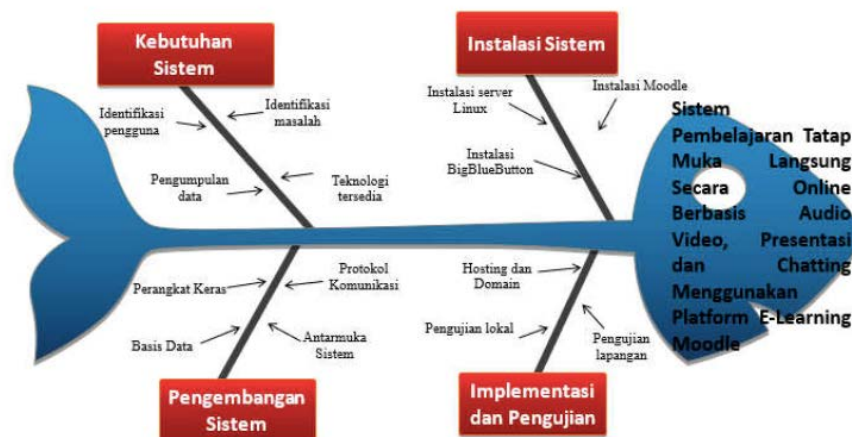 Kebutuhan
Sistem
Instalasi Sistem
Identifikasi
pengguna
Identifikasi
masalah
Pengumpulan
data
Teknologi
tersedia
Instalasi server
Linux
Instalasi Moodle
Instalasi
BigBlueButton
Sistem
Pembelajaran Tatap
Muka Langsung
Secara Online
Berbasis Audio
Video, Presentasi
dan Chatting
Menggunakan
Platform E-Learning
Moodle
Perangkat Keras
Protokol
Komunikasi
Basis Data
Antarmuka
Sistem
Hosting dan
Domain
Pengujian lokal
Pengujian
lapangan
Pengembangan
Sistem
Implementasi
dan Pengujian